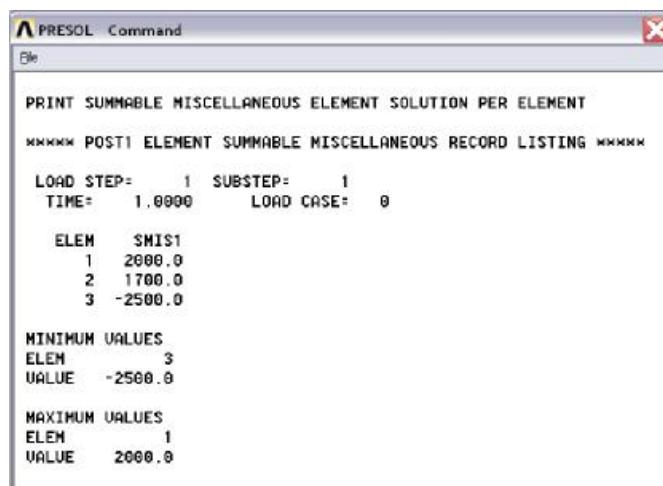 PRESOL Command
File
PRINT SUMMABLE MISCELLANEOUS ELEMENT SOLUTION PER ELEMENT
***** POST1 ELEMENT SUMMABLE MISCELLANEOUS RECORD LISTING *****
LOAD STEP= 1 SUBSTEP= 1
TIME= 1.0000 LOAD CASE= 0
ELEM SMIS1
1 2000.0
2 1700.0
3 -2500.0
MINIMUM VALUES
ELEM 3
VALUE -2500.0
MAXIMUM VALUES
ELEM 1
VALUE 2000.0